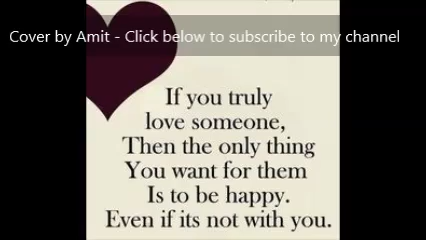 Cover by Amit - Click below to subscribe to my channel
If you truly
love someone,
Then the only thing
You want for them
Is to be happy.
Even if its not with you.